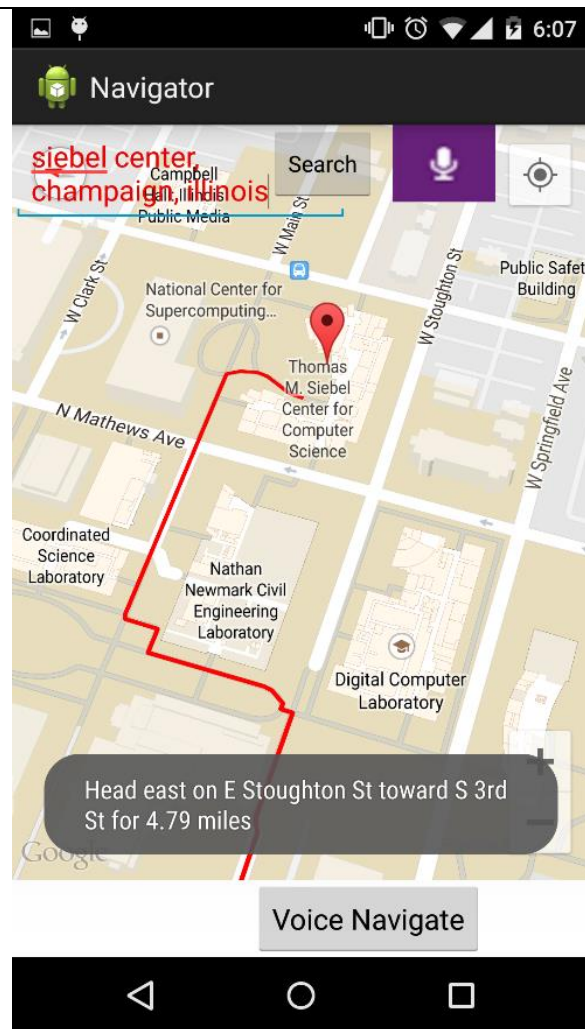 6:07
Navigator
siebel center,
champaign, illinois
Search
Campbell
Hall, Illinois
Public Media
W Main St
W Clark St
W Stoughton St
Public Safet
Building
National Center for
Supercomputing...
Thomas
M. Siebel
Center for
Computer
Science
N Mathews Ave
W Springfield Ave
Coordinated
Science
Laboratory
Nathan
Newmark Civil
Engineering
Laboratory
Digital Computer
Laboratory
Head east on E Stoughton St toward S 3rd
St for 4.79 miles
Google
Voice Navigate